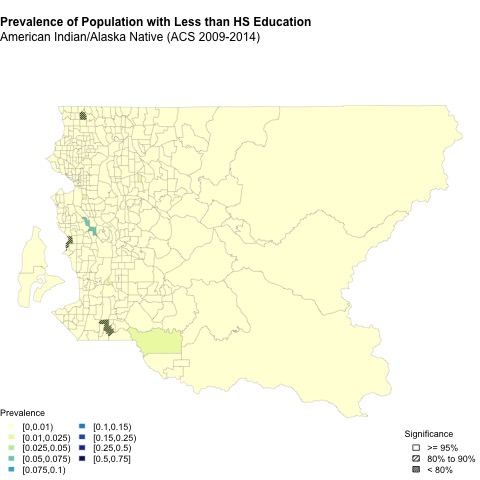 Prevalence of Population with Less than HS Education
American Indian/Alaska Native (ACS 2009-2014)
Prevalence
[0,0.01)
[0.01,0.025)
[0.025,0.05)
[0.05,0.075)
[0.075,0.1)
[0.1,0.15)
[0.15,0.25)
[0.25,0.5)
[0.5,0.75]
Significance
>= 95%
80% to 90%
< 80%